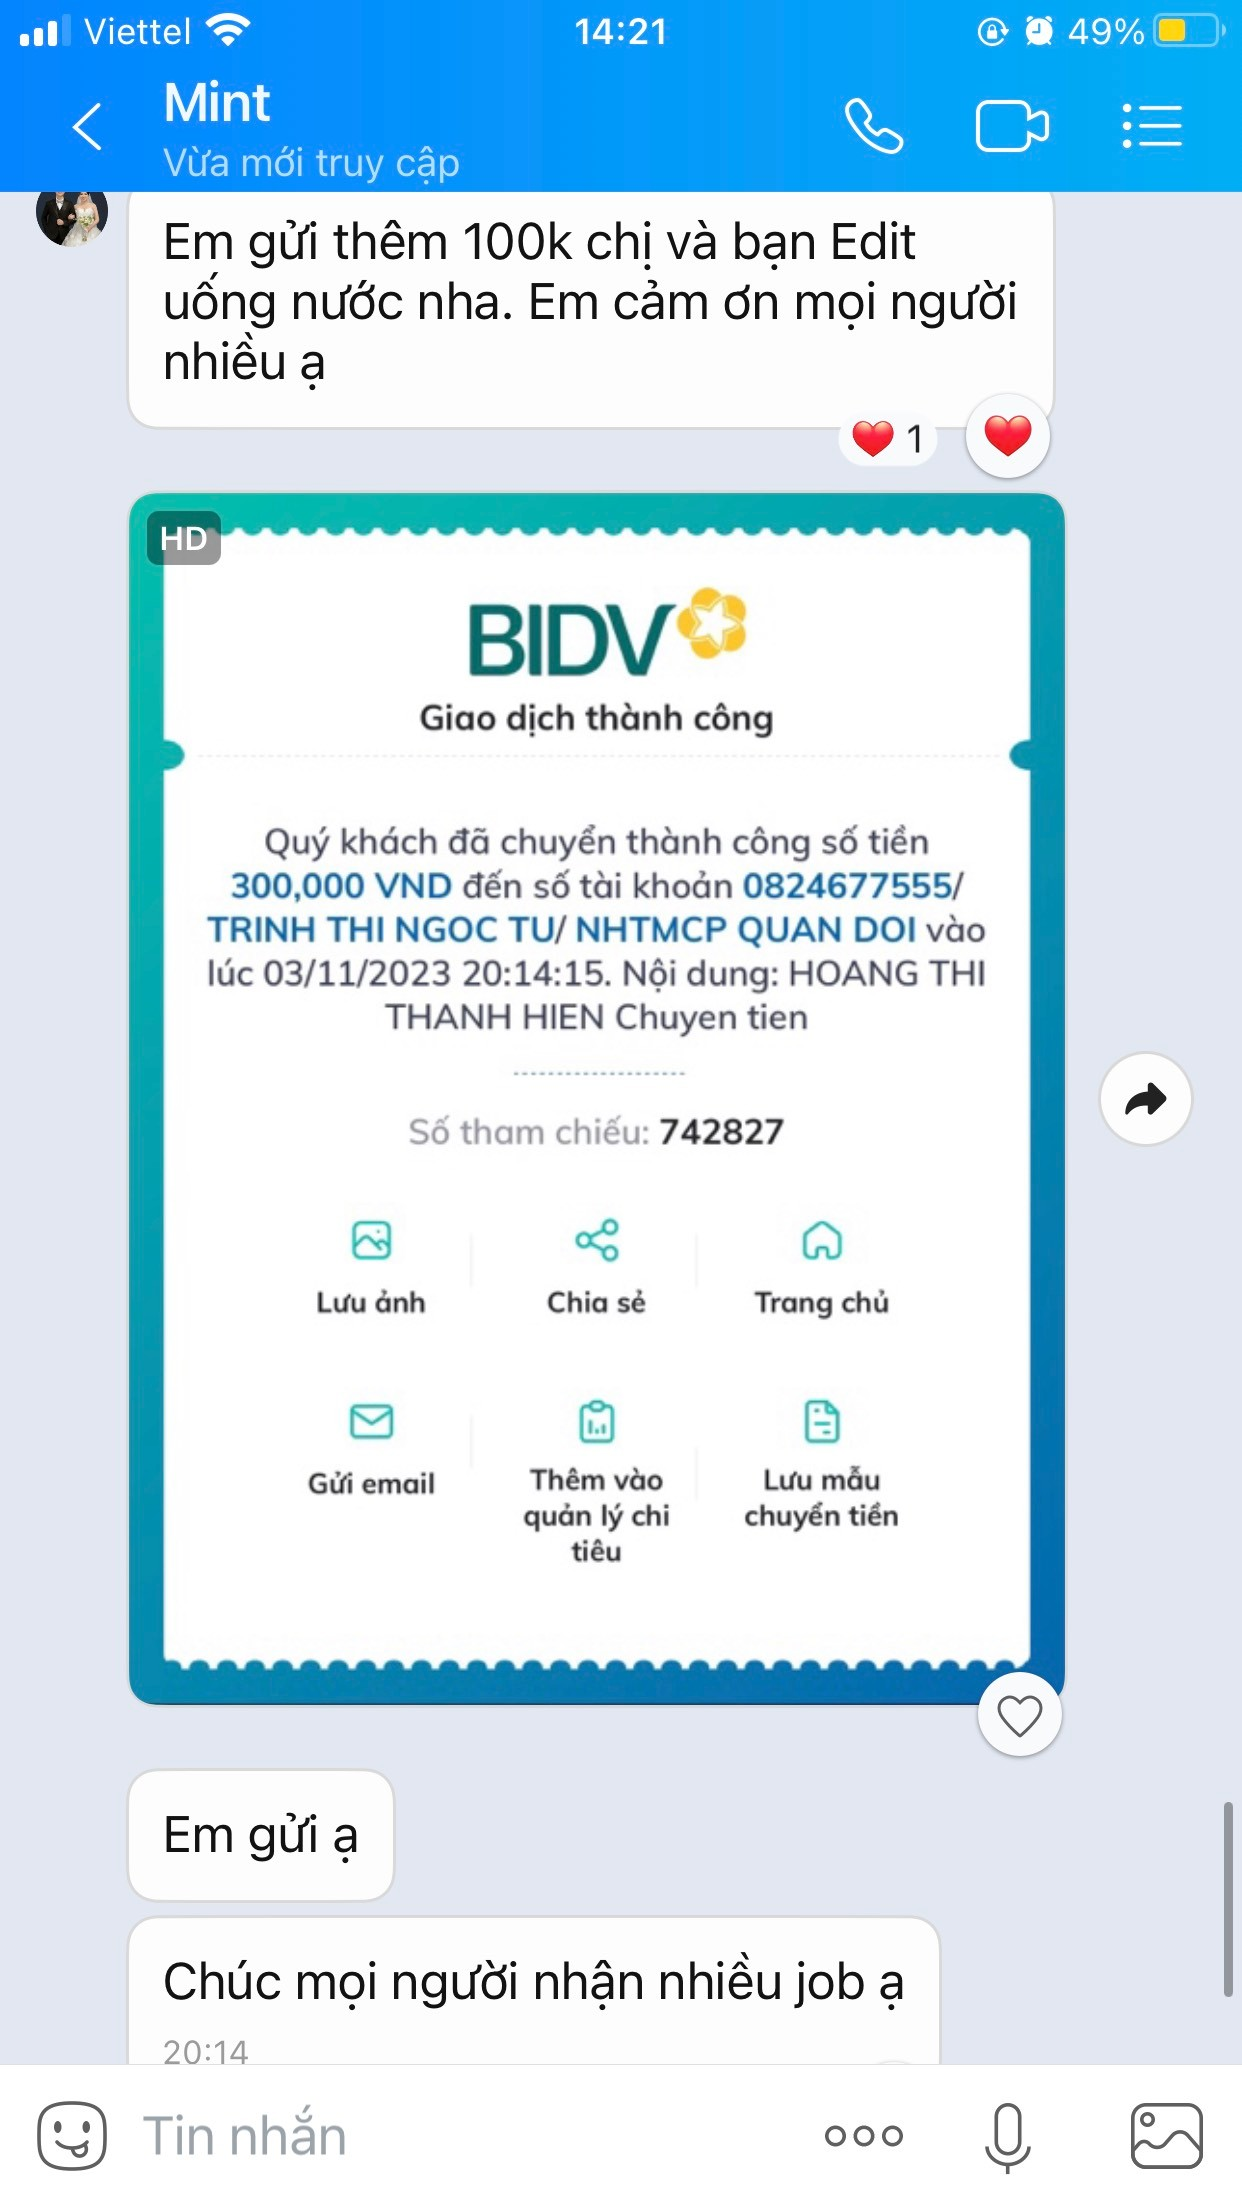 Viettel
14:21
49%
Mint
Vừa mới truy cập
Em gửi thêm 100k chị và bạn Edit
uống nước nha. Em cảm ơn mọi người
nhiều ạ
1
HD
BIDV
Giao dịch thành công
Quý khách đã chuyển thành công số tiền
300,000 VND đến số tài khoản 0824677555/
TRINH THI NGOC TU/ NHTMCP QUAN DOI vào
lúc 03/11/2023 20:14:15. Nội dung: HOANG THI
THANH HIEN Chuyen tien
Số tham chiếu: 742827
Lưu ảnh
Chia sẻ
Trang chủ
Gửi email
Thêm vào
quản lý chi
tiêu
Lưu mẫu
chuyển tiền
Em gửi ạ
Chúc mọi người nhận nhiều job ạ
20:14
Tin nhắn